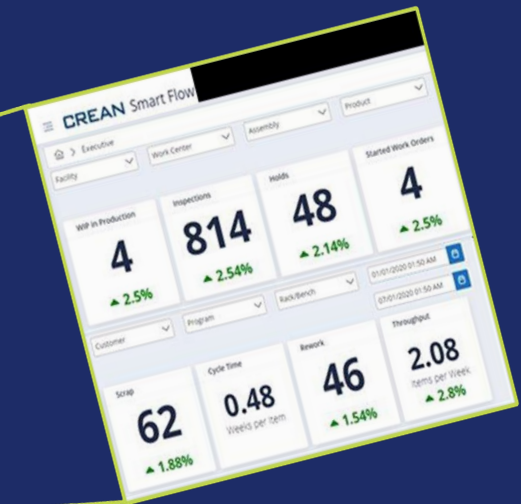 CREAN Smart Flow
Executive
Facility
Work Center
Assembly
Product
WIP in Production
4
2.5%
Inspections
814
2.54%
Holds
48
2.14%
Started Work Orders
4
2.5%
Customer
Program
Rack/Bench
01/01/2020 01:50 AM
07/01/2020 01:50 AM
Scrap
62
1.88%
Cycle Time
0.48
Weeks per item
Rework
46
1.54%
Throughput
2.08
Items per Week
2.8%